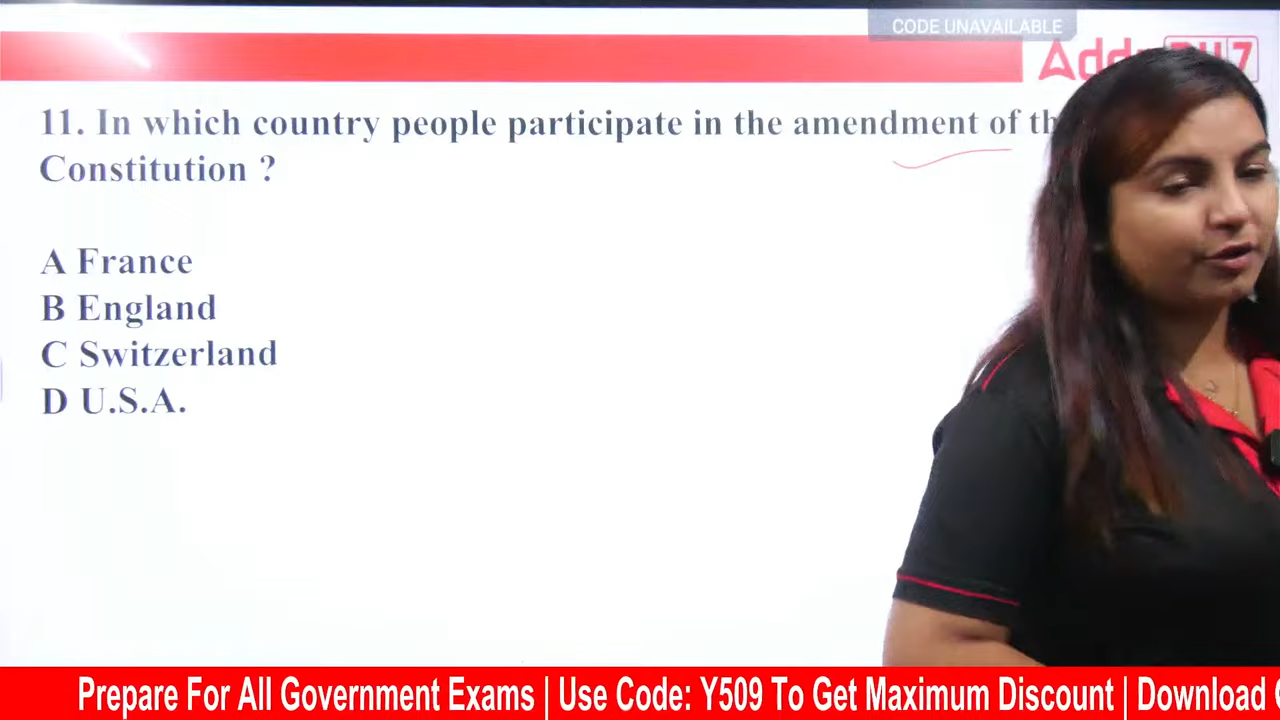 CODE UNAVAILABLE
11. In which country people participate in the amendment of
Constitution ?
A France
B England
C Switzerland
D U.S.A.
Prepare For All Government Exams | Use Code: Y509 To Get Maximum Discount | Download